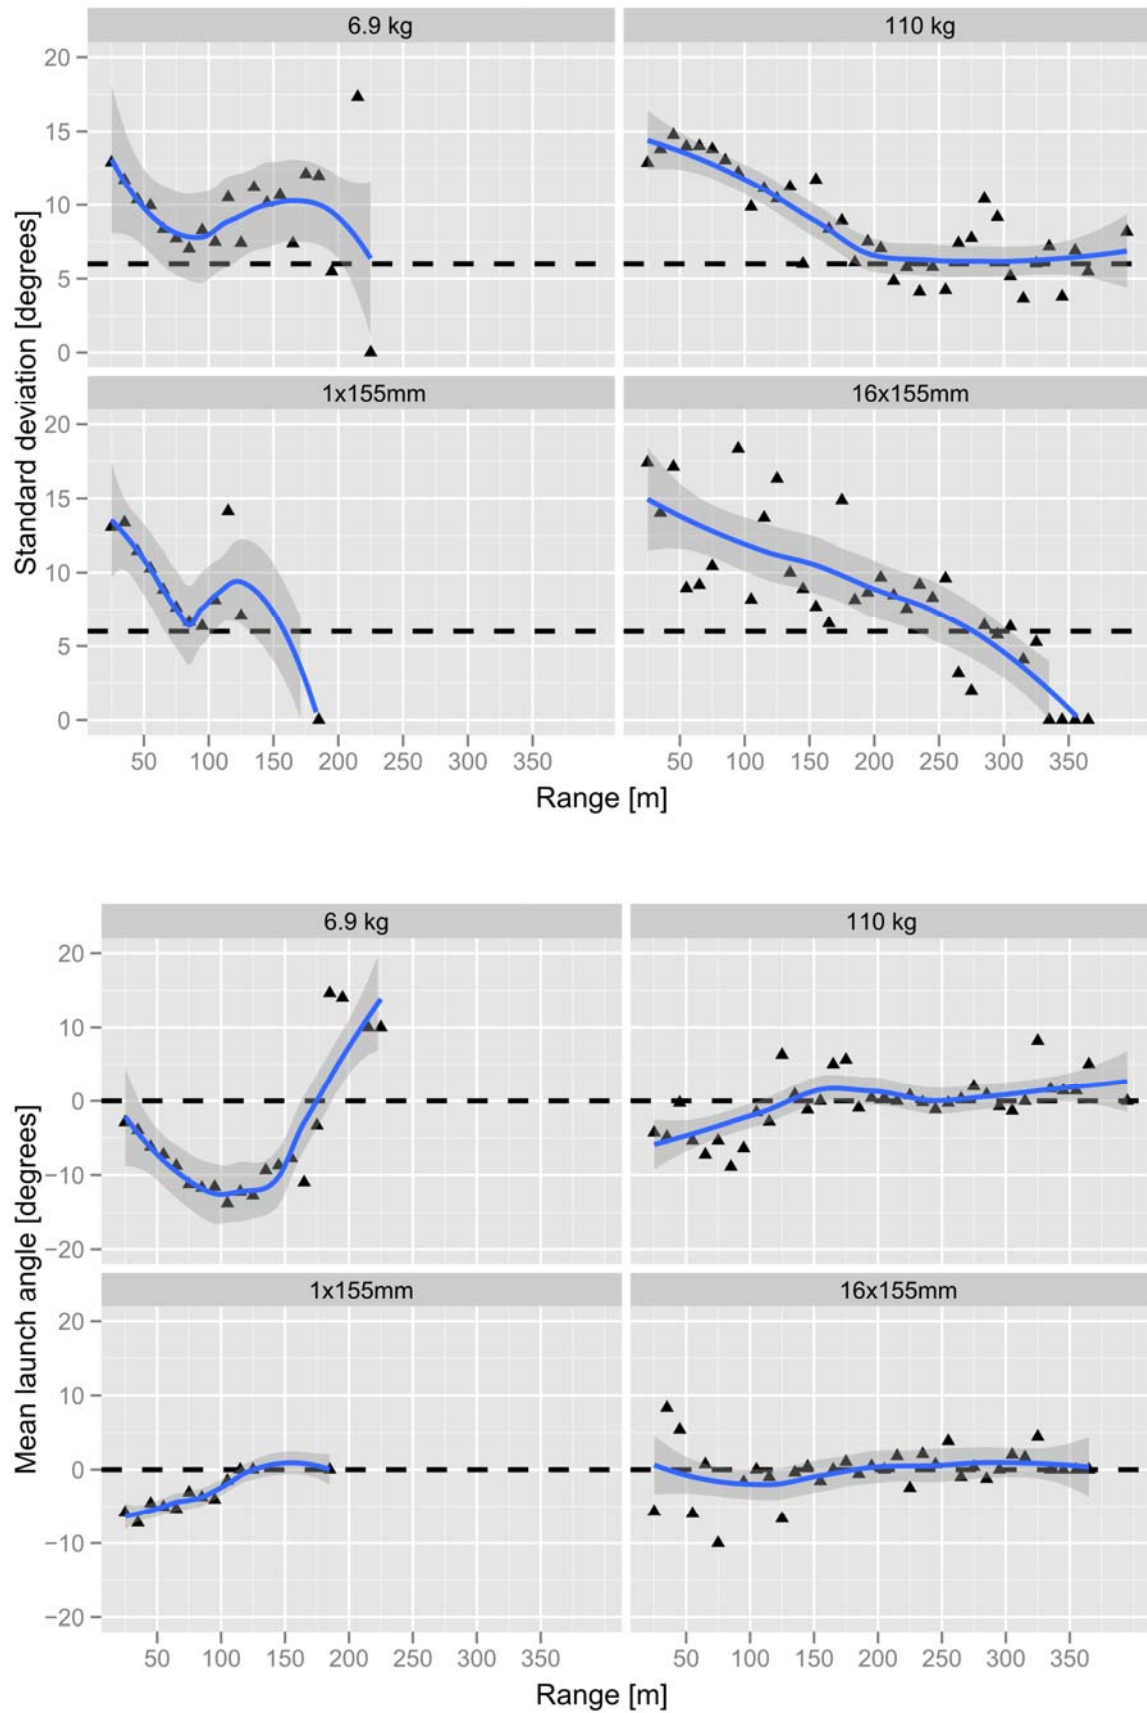 6.9 kg
110 kg
20
15
10
5
0
1x155mm
16x155mm
20
15
10
5
0
Standard deviation [degrees]
50 100 150 200 250 300 350
50 100 150 200 250 300 350
Range [m]
6.9 kg
110 kg
20
10
0
−10
−20
1x155mm
16x155mm
20
10
0
−10
−20
Mean launch angle [degrees]
50 100 150 200 250 300 350
50 100 150 200 250 300 350
Range [m]